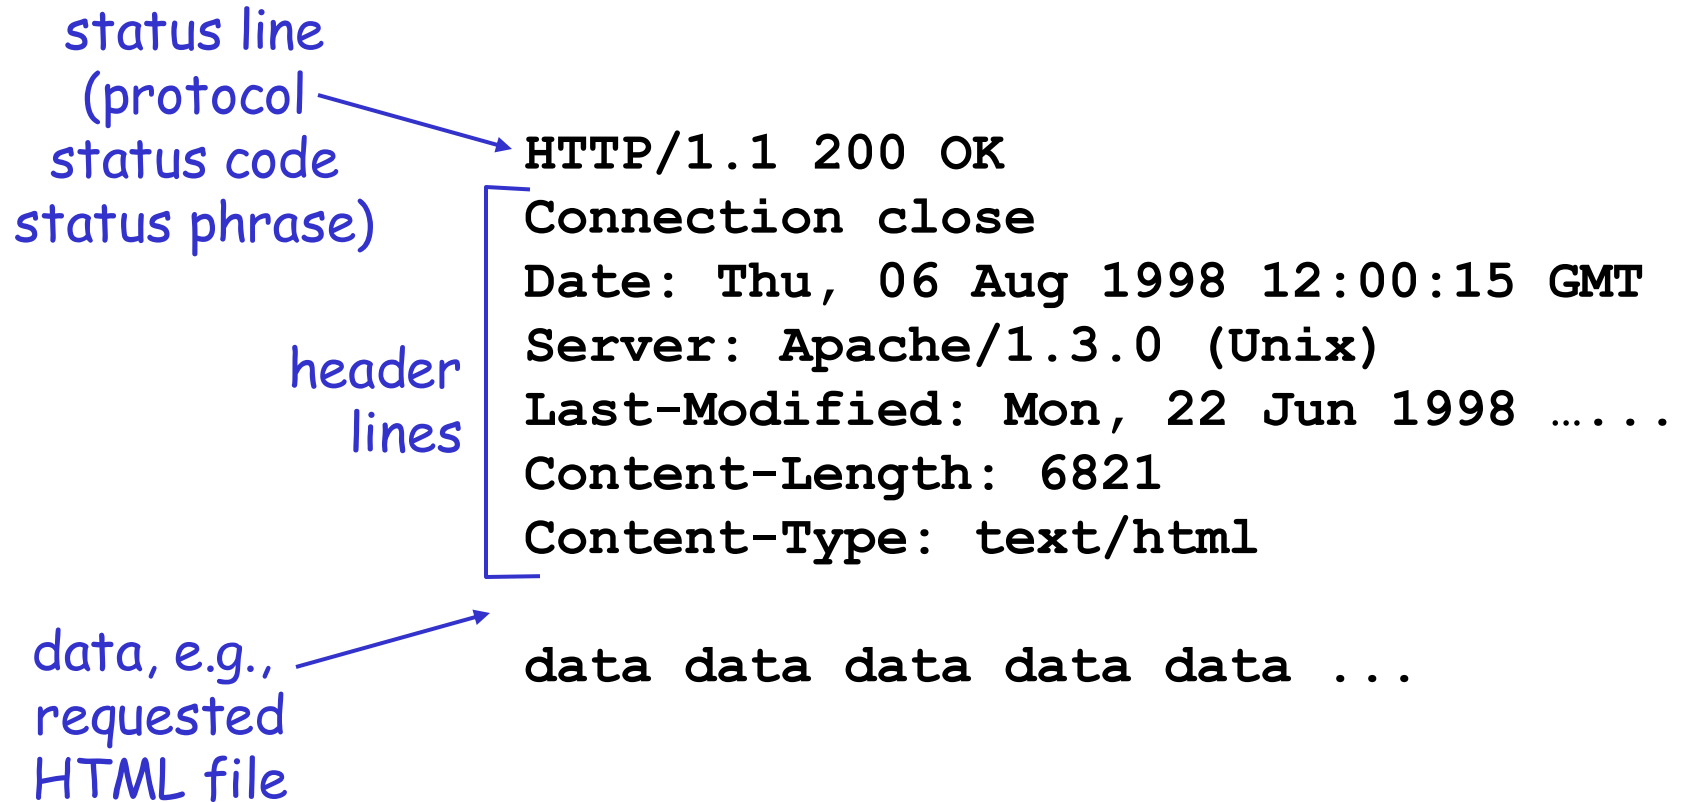 status line
(protocol
status code
status phrase)
HTTP/1.1 200 OK
Connection close
Date: Thu, 06 Aug 1998 12:00:15 GMT
Server: Apache/1.3.0 (Unix)
Last-Modified: Mon, 22 Jun 1998 …...
Content-Length: 6821
Content-Type: text/html
header
lines
data, e.g.,
requested
HTML file
data data data data data ...